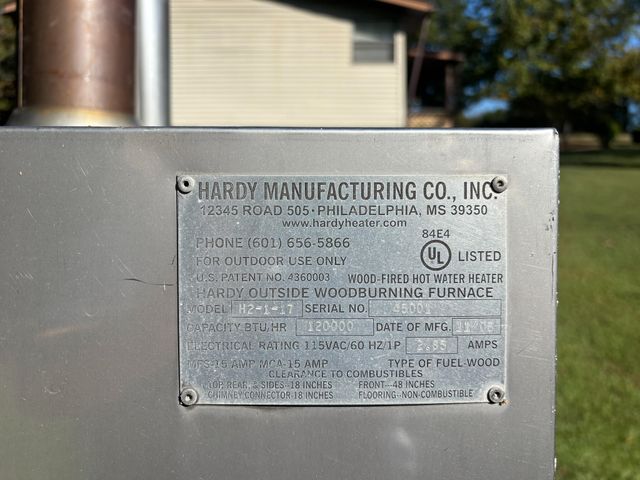 HARDY MANUFACTURING CO., INC.
12345 ROAD 505 · PHILADELPHIA, MS 39350
www.hardyheater.com
PHONE (601) 656-5866
84E4
UL LISTED
FOR OUTDOOR USE ONLY
U.S. PATENT NO. 4360003 WOOD-FIRED HOT WATER HEATER
HARDY OUTSIDE WOODBURNING FURNACE
MODEL H2-1-17 SERIAL NO. 45001
CAPACITY BTU/HR 120000 DATE OF MFG.
ELECTRICAL RATING 115VAC/60 HZ/1P AMPS
MFS-15 AMP MCA-15 AMP TYPE OF FUEL-WOOD
CLEARANCE TO COMBUSTIBLES
TOP, REAR, & SIDES--18 INCHES FRONT--48 INCHES
CHIMNEY CONNECTOR-18 INCHES FLOORING--NON-COMBUSTIBLE